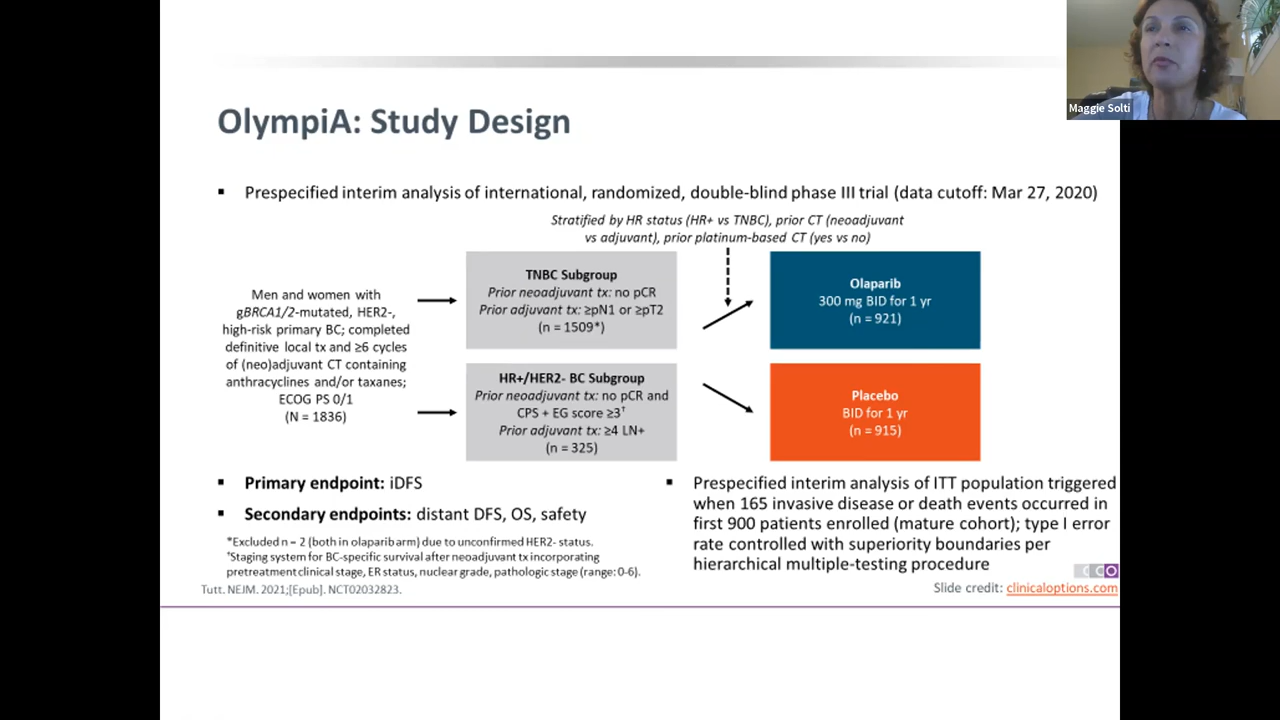 Maggie Solti
OlympiA: Study Design
▪ Prespecified interim analysis of international, randomized, double-blind phase III trial (data cutoff: Mar 27, 2020)
Stratified by HR status (HR+ vs TNBC), prior CT (neoadjuvant
vs adjuvant), prior platinum-based CT (yes vs no)
Men and women with
gBRCA1/2-mutated, HER2-,
high-risk primary BC; completed
definitive local tx and ≥6 cycles
of (neo)adjuvant CT containing
anthracyclines and/or taxanes;
ECOG PS 0/1
(N = 1836)
TNBC Subgroup
Prior neoadjuvant tx: no pCR
Prior adjuvant tx: ≥pN1 or ≥pT2
(n = 1509*)
HR+/HER2- BC Subgroup
Prior neoadjuvant tx: no pCR and
CPS + EG score ≥3†
Prior adjuvant tx: ≥4 LN+
(n = 325)
Olaparib
300 mg BID for 1 yr
(n = 921)
Placebo
BID for 1 yr
(n = 915)
▪ Primary endpoint: iDFS
▪ Secondary endpoints: distant DFS, OS, safety
*Excluded n = 2 (both in olaparib arm) due to unconfirmed HER2- status.
†Staging system for BC-specific survival after neoadjuvant tx incorporating
pretreatment clinical stage, ER status, nuclear grade, pathologic stage (range: 0-6).
▪ Prespecified interim analysis of ITT population triggered
when 165 invasive disease or death events occurred in
first 900 patients enrolled (mature cohort); type I error
rate controlled with superiority boundaries per
hierarchical multiple-testing procedure
CCO
Tutt. NEJM. 2021;[Epub]. NCT02032823.
Slide credit: clinicaloptions.com